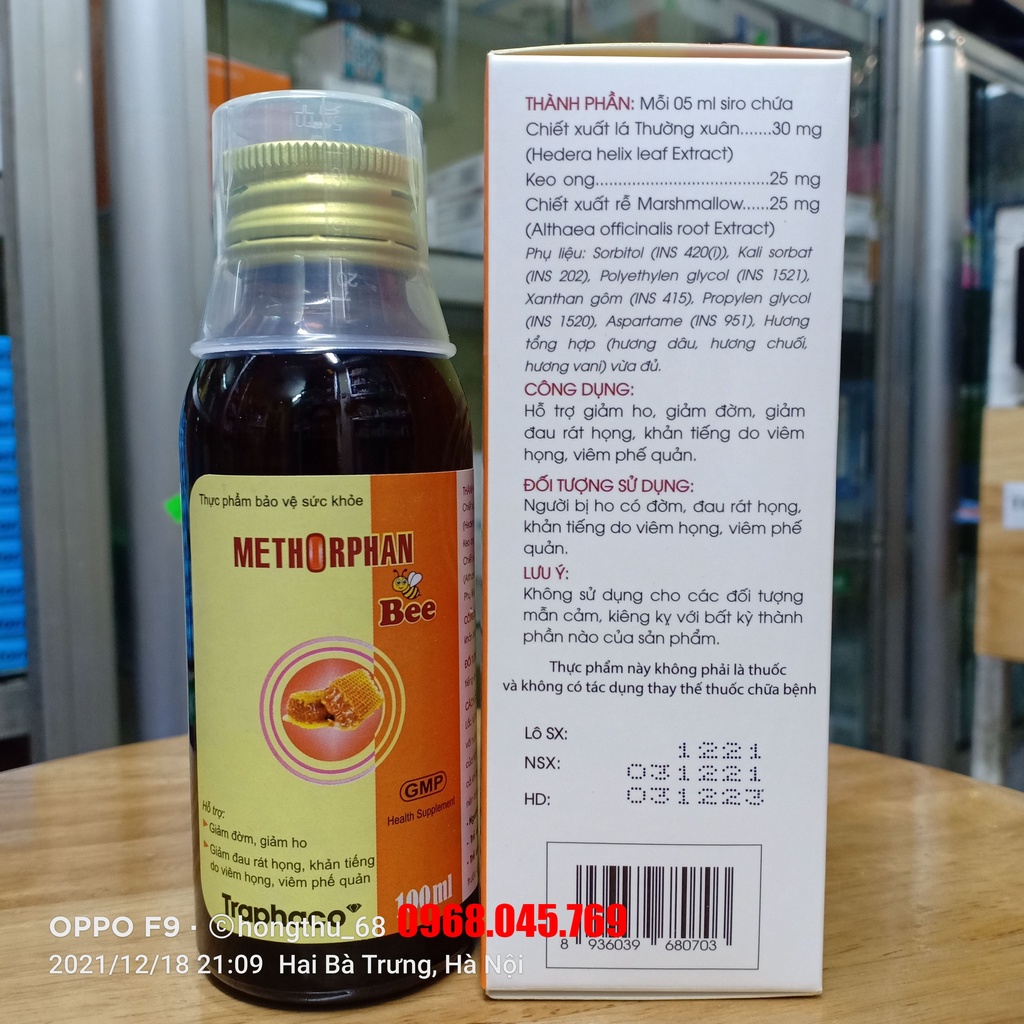 Thực phẩm bảo vệ sức khỏe
METHORPHAN
Bee
GMP
Health Supplement
Hỗ trợ:
Giảm đờm, giảm ho
Giảm đau rát họng, khản tiếng
do viêm họng, viêm phế quản
Traphaco
100ml
THÀNH PHẦN: Mỗi 05 ml siro chứa
Chiết xuất lá Thường xuân.......30 mg
(Hedera helix leaf Extract)
Keo ong....................................25 mg
Chiết xuất rễ Marshmallow......25 mg
(Althaea officinalis root Extract)
Phụ liệu: Sorbitol (INS 420(i)), Kali sorbat
(INS 202), Polyethylen glycol (INS 1521),
Xanthan gôm (INS 415), Propylen glycol
(INS 1520), Aspartame (INS 951), Hương
tổng hợp (hương dâu, hương chuối,
hương vani) vừa đủ.
CÔNG DỤNG:
Hỗ trợ giảm ho, giảm đờm, giảm
đau rát họng, khản tiếng do viêm
họng, viêm phế quản.
ĐỐI TƯỢNG SỬ DỤNG:
Người bị ho có đờm, đau rát họng,
khản tiếng do viêm họng, viêm phế
quản.
LƯU Ý:
Không sử dụng cho các đối tượng
mẫn cảm, kiêng kỵ với bất kỳ thành
phần nào của sản phẩm.
Thực phẩm này không phải là thuốc
và không có tác dụng thay thế thuốc chữa bệnh
Lô SX: 1221
NSX: 031221
HD: 031223
8 936039 680703
OPPO F9 · ©hongthu_68 0968.045.769
2021/12/18 21:09 Hai Bà Trưng, Hà Nội